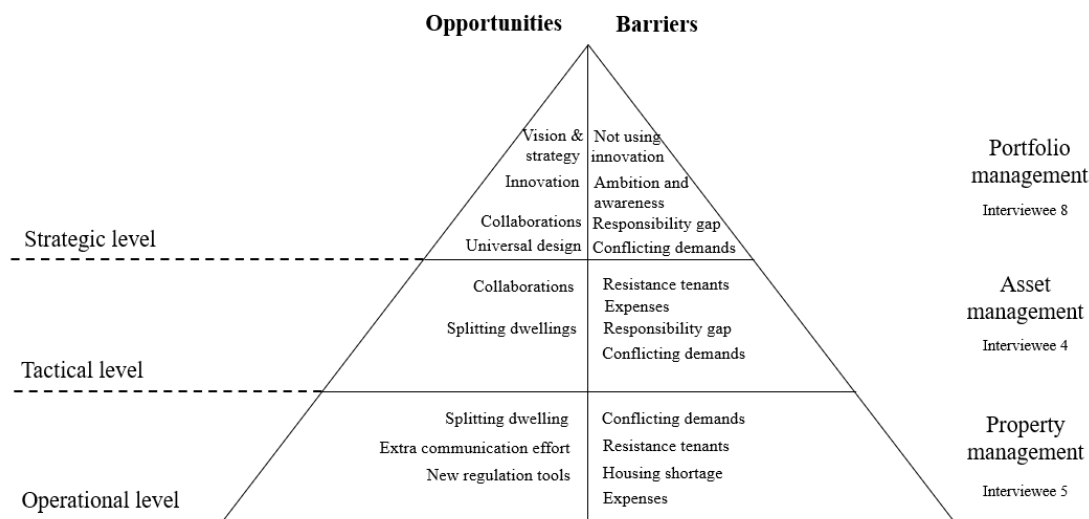 Opportunities Barriers
Vision & Not using
strategy innovation
Innovation Ambition and
awareness
Collaborations Responsibility gap
Universal design Conflicting demands
Portfolio
management
Interviewee 8
Strategic level
Collaborations Resistance tenants
Expenses
Splitting dwellings Responsibility gap
Conflicting demands
Asset
management
Interviewee 4
Tactical level
Splitting dwelling Conflicting demands
Extra communication effort Resistance tenants
New regulation tools Housing shortage
Expenses
Property
management
Interviewee 5
Operational level